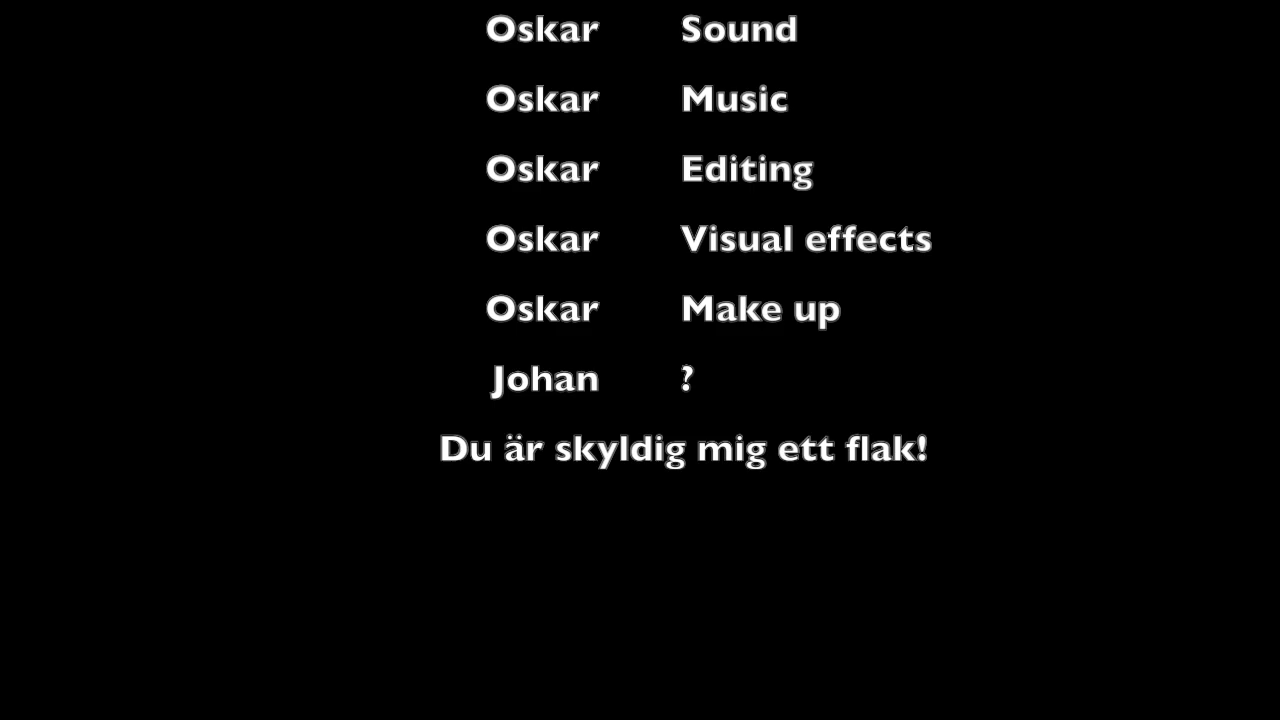 Oskar Sound
Oskar Music
Oskar Editing
Oskar Visual effects
Oskar Make up
Johan ?
Du är skyldig mig ett flak!